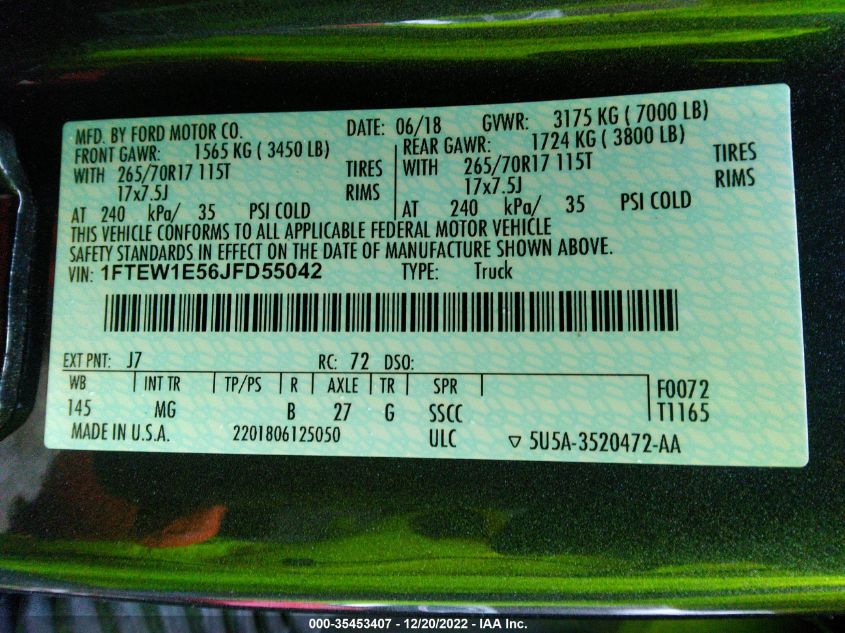 MFD. BY FORD MOTOR CO. DATE: 06/18 GVWR: 3175 KG ( 7000 LB)
FRONT GAWR: 1565 KG ( 3450 LB) REAR GAWR: 1724 KG ( 3800 LB)
WITH 265/70R17 115T TIRES WITH 265/70R17 115T TIRES
17x7.5J RIMS 17x7.5J RIMS
AT 240 kPa/ 35 PSI COLD AT 240 kPa/ 35 PSI COLD
THIS VEHICLE CONFORMS TO ALL APPLICABLE FEDERAL MOTOR VEHICLE
SAFETY STANDARDS IN EFFECT ON THE DATE OF MANUFACTURE SHOWN ABOVE.
VIN: 1FTEW1E56JFD55042 TYPE: Truck
EXT PNT: J7 RC: 72 DSO:
WB INT TR TP/PS R AXLE TR SPR F0072
145 MG B 27 G SSCC T1165
MADE IN U.S.A. 2201806125050 ULC ▽ 5U5A-3520472-AA
000-35453407 - 12/20/2022 - IAA Inc.